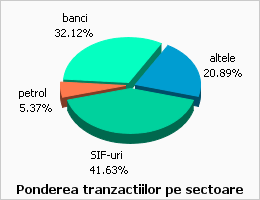 banci
32.12%
altele
20.89%
petrol
5.37%
SIF-uri
41.63%
Ponderea tranzactiilor pe sectoare